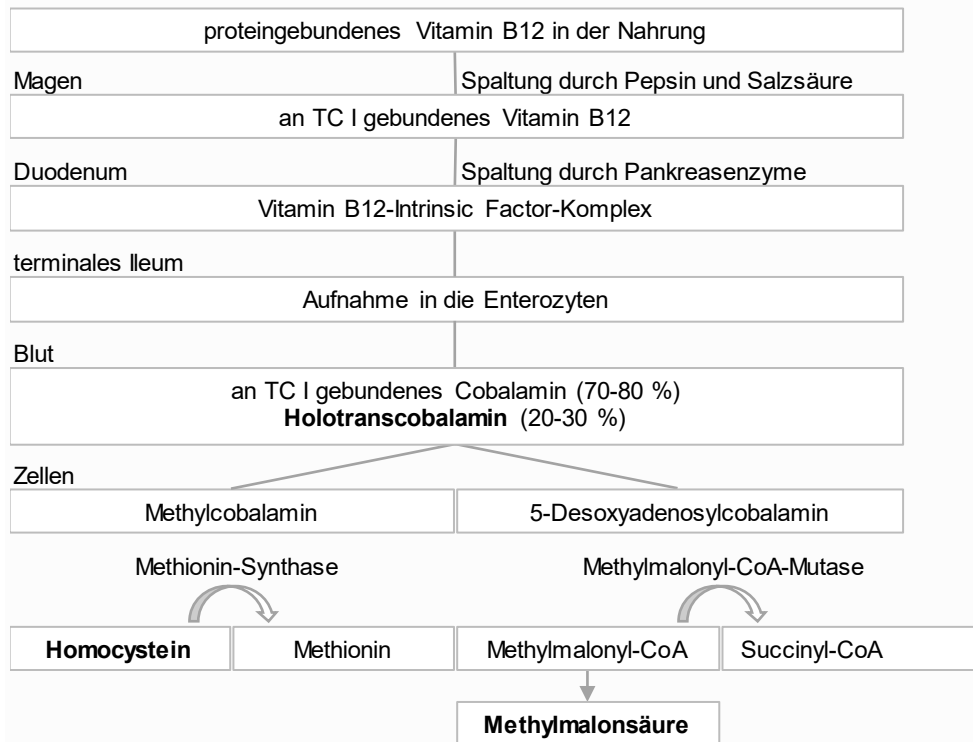 proteingebundenes Vitamin B12 in der Nahrung
Magen
Spaltung durch Pepsin und Salzsäure
an TC I gebundenes Vitamin B12
Duodenum
Spaltung durch Pankreasenzyme
Vitamin B12-Intrinsic Factor-Komplex
terminales Ileum
Aufnahme in die Enterozyten
Blut
an TC I gebundenes Cobalamin (70-80 %)
Holotranscobalamin (20-30 %)
Zellen
Methylcobalamin
5-Desoxyadenosylcobalamin
Methionin-Synthase
Methylmalonyl-CoA-Mutase
Homocystein
Methionin
Methylmalonyl-CoA
Succinyl-CoA
Methylmalonsäure